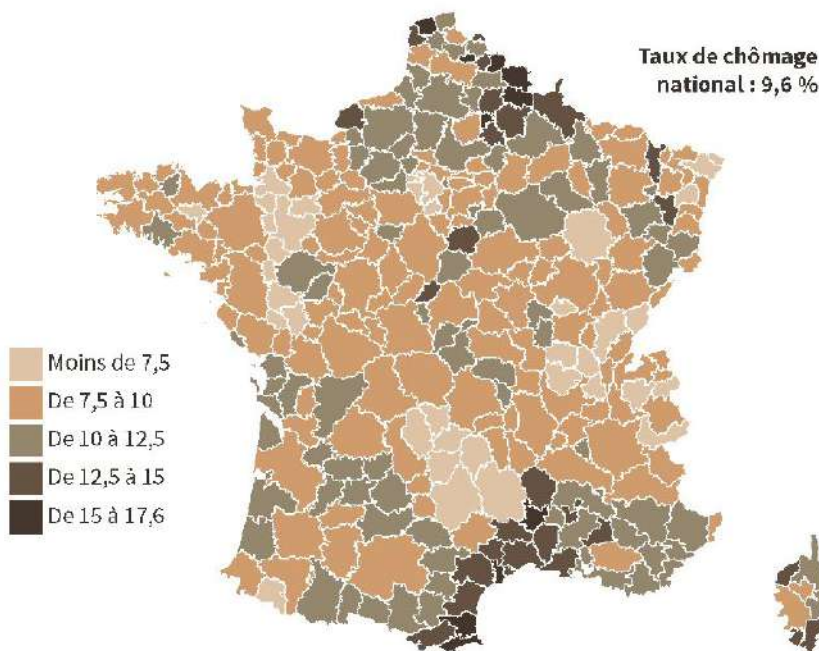 Taux de chômage
national : 9,6 %
Moins de 7,5
De 7,5 à 10
De 10 à 12,5
De 12,5 à 15
De 15 à 17,6